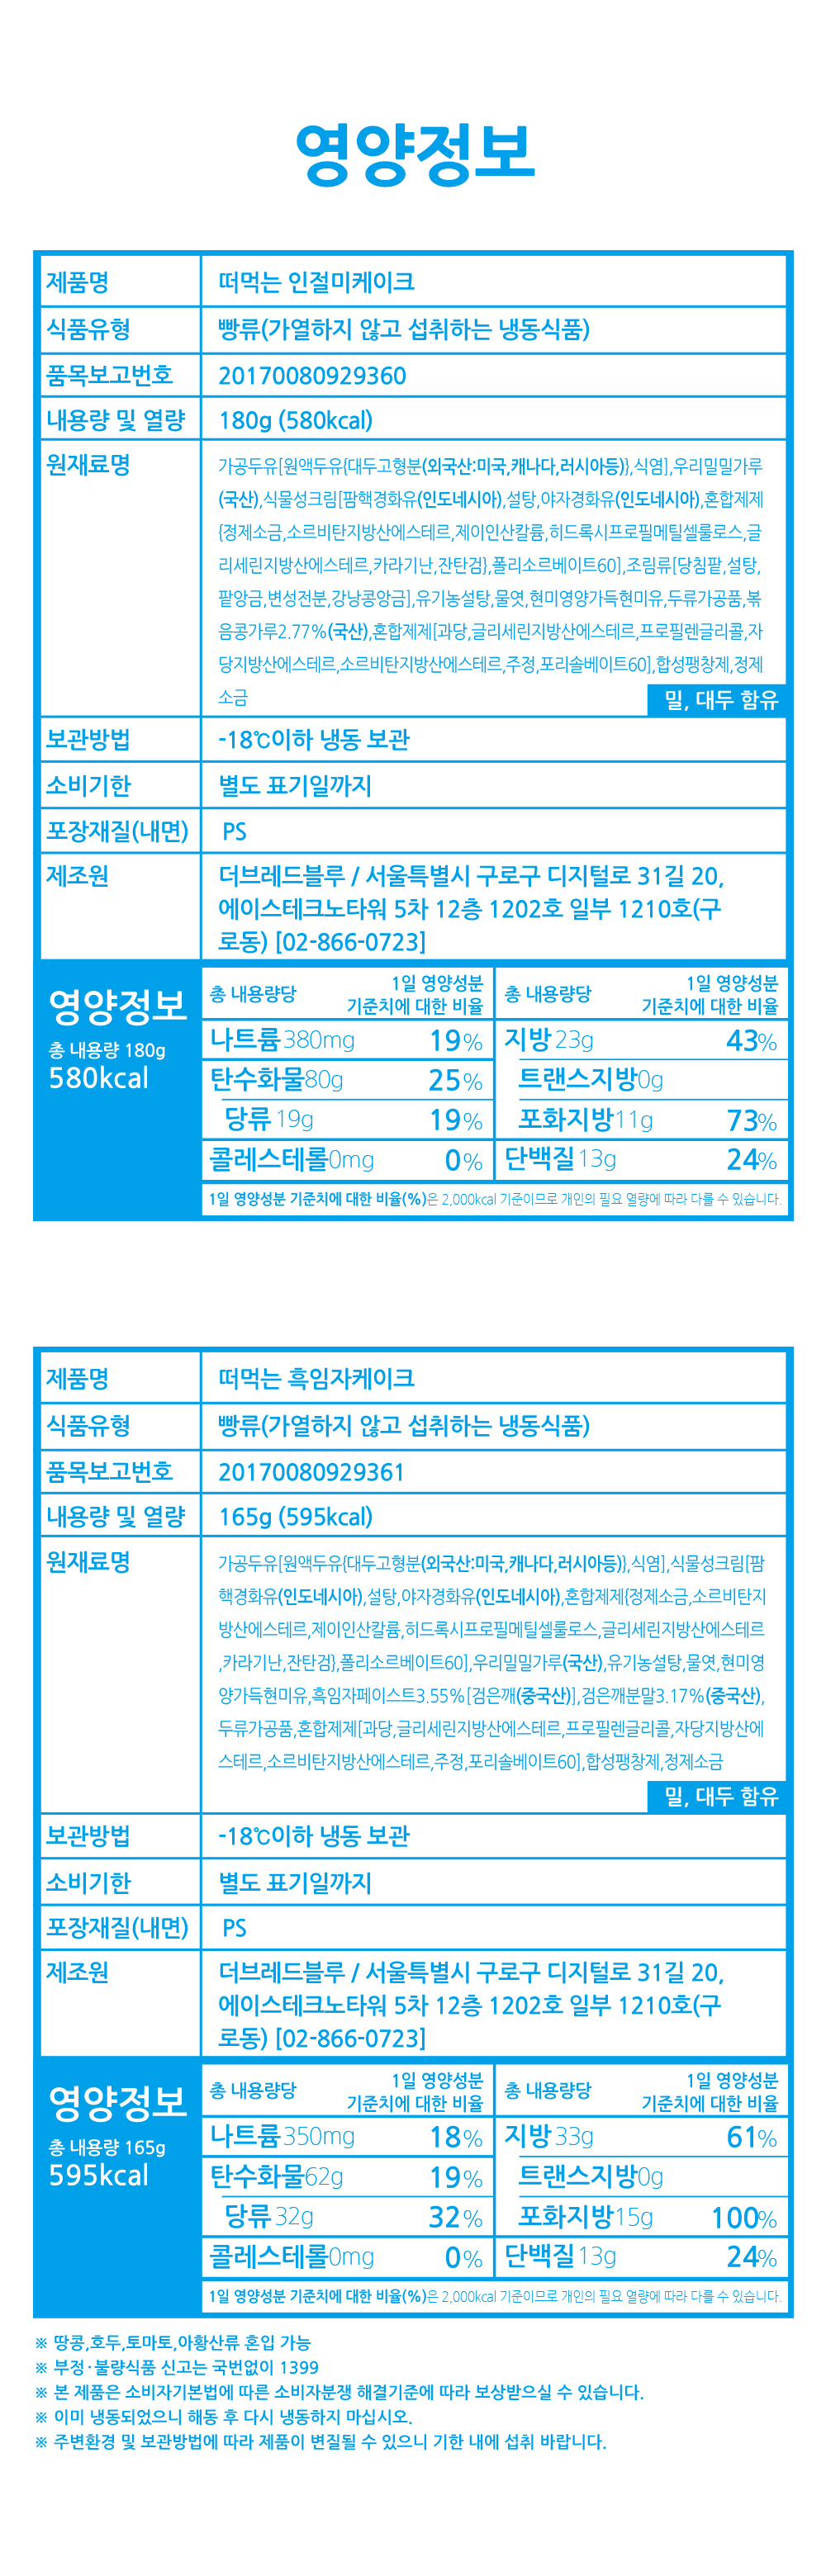 영양정보
제품명 떠먹는 인절미케이크
식품유형 빵류(가열하지 않고 섭취하는 냉동식품)
품목보고번호 20170080929360
내용량 및 열량 180g (580kcal)
원재료명 가공두유[원액두유{대두고형분(외국산:미국,캐나다,러시아등)},식염],우리밀밀가루
(국산),식물성크림[팜핵경화유(인도네시아),설탕,야자경화유(인도네시아),혼합제제
{정제소금,소르비탄지방산에스테르,제이인산칼륨,히드록시프로필메틸셀룰로스,글
리세린지방산에스테르,카라기난,잔탄검},폴리소르베이트60],조림류[당침팥,설탕,
팥앙금,변성전분,강낭콩앙금],유기농설탕,물엿,현미영양가득현미유,두류가공품,볶
음콩가루2.77%(국산),혼합제제[과당,글리세린지방산에스테르,프로필렌글리콜,자
당지방산에스테르,소르비탄지방산에스테르,주정,포리솔베이트60],합성팽창제,정제
소금
밀, 대두 함유
보관방법 -18℃이하 냉동 보관
소비기한 별도 표기일까지
포장재질(내면) PS
제조원 더브레드블루 / 서울특별시 구로구 디지털로 31길 20,
에이스테크노타워 5차 12층 1202호 일부 1210호(구
로동) [02-866-0723]
영양정보
총 내용량 180g
580kcal
총 내용량당 1일 영양성분 기준치에 대한 비율 총 내용량당 1일 영양성분 기준치에 대한 비율
나트륨 380mg 19% 지방 23g 43%
탄수화물 80g 25% 트랜스지방 0g
당류 19g 19% 포화지방 11g 73%
콜레스테롤 0mg 0% 단백질 13g 24%
1일 영양성분 기준치에 대한 비율(%)은 2,000kcal 기준이므로 개인의 필요 열량에 따라 다를 수 있습니다.
제품명 떠먹는 흑임자케이크
식품유형 빵류(가열하지 않고 섭취하는 냉동식품)
품목보고번호 20170080929361
내용량 및 열량 165g (595kcal)
원재료명 가공두유[원액두유{대두고형분(외국산:미국,캐나다,러시아등)},식염],식물성크림[팜
핵경화유(인도네시아),설탕,야자경화유(인도네시아),혼합제제{정제소금,소르비탄지
방산에스테르,제이인산칼륨,히드록시프로필메틸셀룰로스,글리세린지방산에스테르
,카라기난,잔탄검},폴리소르베이트60],우리밀밀가루(국산),유기농설탕,물엿,현미영
양가득현미유,흑임자페이스트3.55%[검은깨(중국산)],검은깨분말3.17%(중국산),
두류가공품,혼합제제[과당,글리세린지방산에스테르,프로필렌글리콜,자당지방산에
스테르,소르비탄지방산에스테르,주정,포리솔베이트60],합성팽창제,정제소금
밀, 대두 함유
보관방법 -18℃이하 냉동 보관
소비기한 별도 표기일까지
포장재질(내면) PS
제조원 더브레드블루 / 서울특별시 구로구 디지털로 31길 20,
에이스테크노타워 5차 12층 1202호 일부 1210호(구
로동) [02-866-0723]
영양정보
총 내용량 165g
595kcal
총 내용량당 1일 영양성분 기준치에 대한 비율 총 내용량당 1일 영양성분 기준치에 대한 비율
나트륨 350mg 18% 지방 33g 61%
탄수화물 62g 19% 트랜스지방 0g
당류 32g 32% 포화지방 15g 100%
콜레스테롤 0mg 0% 단백질 13g 24%
1일 영양성분 기준치에 대한 비율(%)은 2,000kcal 기준이므로 개인의 필요 열량에 따라 다를 수 있습니다.
※ 땅콩,호두,토마토,아황산류 혼입 가능
※ 부정·불량식품 신고는 국번없이 1399
※ 본 제품은 소비자기본법에 따른 소비자분쟁 해결기준에 따라 보상받으실 수 있습니다.
※ 이미 냉동되었으니 해동 후 다시 냉동하지 마십시오.
※ 주변환경 및 보관방법에 따라 제품이 변질될 수 있으니 기한 내에 섭취 바랍니다.